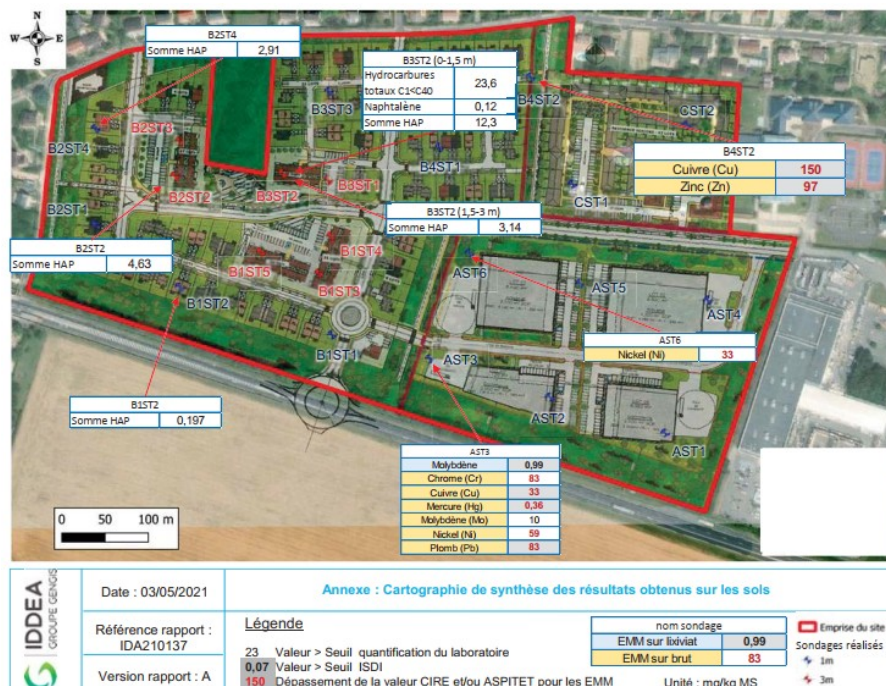 N
W E
S
B2ST4
Somme HAP 2,91
B3ST2 (0-1,5 m)
Hydrocarbures totaux C1<C40 23,6
Naphtalène 0,12
Somme HAP 12,3
B4ST2
Cuivre (Cu) 150
Zinc (Zn) 97
B3ST2 (1,5-3 m)
Somme HAP 3,14
B2ST2
Somme HAP 4,63
AST6
Nickel (Ni) 33
B1ST2
Somme HAP 0,197
AST3
Molybdène 0,99
Chrome (Cr) 83
Cuivre (Cu) 33
Mercure (Hg) 0,36
Molybdène (Mo) 10
Nickel (Ni) 59
Plomb (Pb) 83
B2ST4
B2ST3
B3ST3
B4ST2
CST2
B4ST1
B2ST1
B2ST2
B3ST2
B3ST1
CST1
B1ST5
B1ST4
B1ST3
B1ST2
B1ST1
AST6
AST5
AST4
AST3
AST2
AST1
0 50 100 m
IDDEA
GROUPE GENGIS
Date : 03/05/2021
Référence rapport :
IDA210137
Version rapport : A
Annexe : Cartographie de synthèse des résultats obtenus sur les sols
Légende
23 Valeur > Seuil quantification du laboratoire
0,07 Valeur > Seuil ISDI
150 Dépassement de la valeur CIRE et/ou ASPITET pour les EMM
nom sondage
EMM sur lixiviat 0,99
EMM sur brut 83
Unité : mg/kg MS
Emprise du site
Sondages réalisés
1m
3m